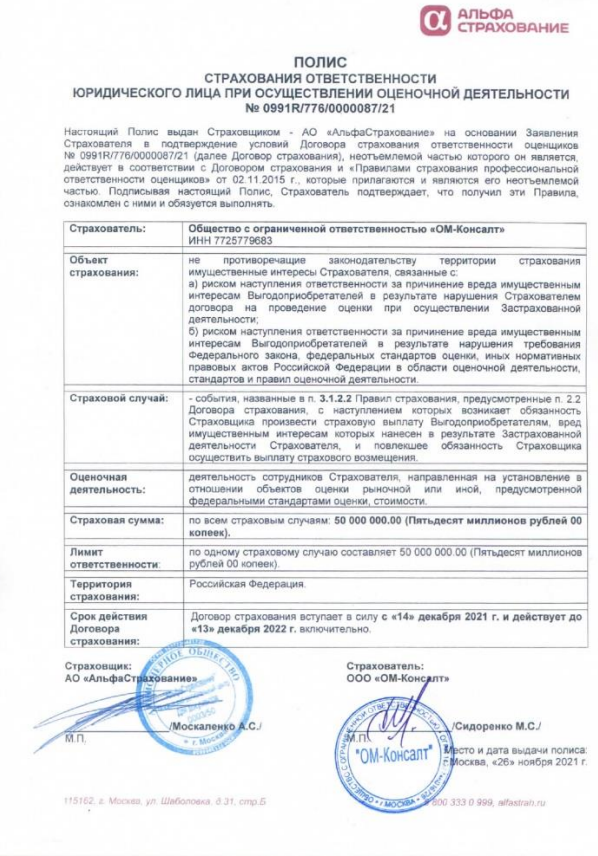 АЛЬФА
СТРАХОВАНИЕ
ПОЛИС
СТРАХОВАНИЯ ОТВЕТСТВЕННОСТИ
ЮРИДИЧЕСКОГО ЛИЦА ПРИ ОСУЩЕСТВЛЕНИИ ОЦЕНОЧНОЙ ДЕЯТЕЛЬНОСТИ
№ 0991R/776/0000087/21
Настоящий Полис выдан Страховщиком - АО «АльфаСтрахование» на основании Заявления
Страхователя в подтверждение условий Договора страхования ответственности оценщиков
№ 0991R/776/0000087/21 (далее Договор страхования), неотъемлемой частью которого он является,
действует в соответствии с Договором страхования и «Правилами страхования профессиональной
ответственности оценщиков» от 02.11.2015 г., которые прилагаются и являются его неотъемлемой
частью. Подписывая настоящий Полис, Страхователь подтверждает, что получил эти Правила,
ознакомлен с ними и обязуется выполнять.
Страхователь:
Общество с ограниченной ответственностью «ОМ-Консалт»
ИНН 7725779683
Объект
страхования:
не противоречащие законодательству территории страхования
имущественные интересы Страхователя, связанные с:
а) риском наступления ответственности за причинение вреда имущественным
интересам Выгодоприобретателей в результате нарушения Страхователем
договора на проведение оценки при осуществлении Застрахованной
деятельности;
б) риском наступления ответственности за причинение вреда имущественным
интересам Выгодоприобретателей в результате нарушения требования
Федерального закона, федеральных стандартов оценки, иных нормативных
правовых актов Российской Федерации в области оценочной деятельности,
стандартов и правил оценочной деятельности.
Страховой случай:
- события, названные в п. 3.1.2.2 Правил страхования, предусмотренные п. 2.2
Договора страхования, с наступлением которых возникает обязанность
Страховщика произвести страховую выплату Выгодоприобретателям, вред
имущественным интересам которых нанесен в результате Застрахованной
деятельности Страхователя, и повлекшее обязанность Страховщика
осуществить выплату страхового возмещения.
Оценочная
деятельность:
деятельность сотрудников Страхователя, направленная на установление в
отношении объектов оценки рыночной или иной, предусмотренной
федеральными стандартами оценки, стоимости.
Страховая сумма:
по всем страховым случаям: 50 000 000.00 (Пятьдесят миллионов рублей 00
копеек).
Лимит
ответственности:
по одному страховому случаю составляет 50 000 000.00 (Пятьдесят миллионов
рублей 00 копеек).
Территория
страхования:
Российская Федерация.
Срок действия
Договора
страхования:
Договор страхования вступает в силу с «14» декабря 2021 г. и действует до
«13» декабря 2022 г. включительно.
Страховщик:
АО «АльфаСтрахование»
/Москаленко А.С./
М.П.
Страхователь:
ООО «ОМ-Консалт»
/Сидоренко М.С./
М.П.
"ОМ-Консалт"
Место и дата выдачи полиса:
Москва, «26» ноября 2021 г.
115162, г. Москва, ул. Шаболовка, д.31, стр.Б
8 800 333 0 999, alfastrah.ru